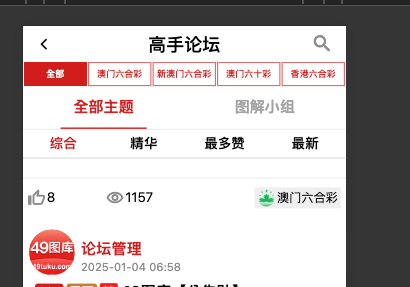 高手论坛
全部 澳门六合彩 新澳门六合彩 澳门六十彩 香港六合彩
全部主题 图解小组
综合 精华 最多赞 最新
8 1157 澳门六合彩
49图库 论坛管理
49tuku.com 2025-01-04 06:58